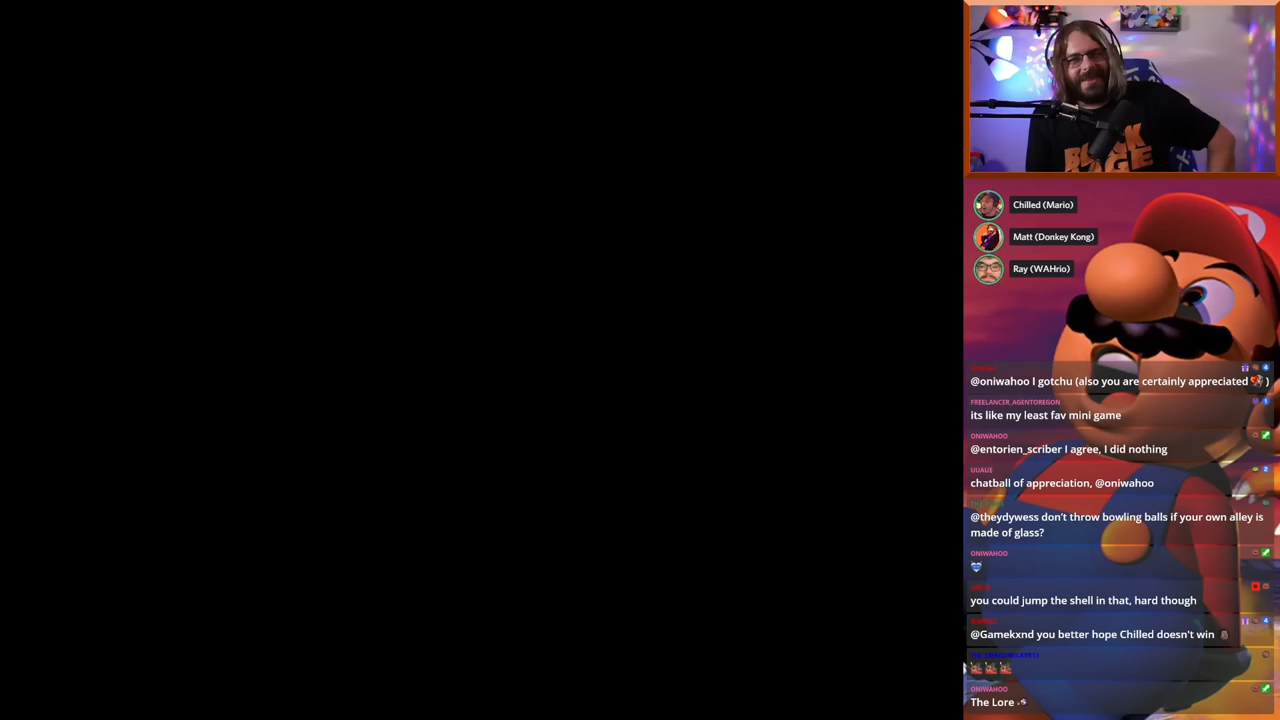 BLACK
Chilled (Mario)
Matt (Donkey Kong)
Ray (WAHrio)
@oniwahoo I gotchu (also you are certainly appreciated )
FREELANCER_AGENTOREGON
its like my least fav mini game
ONIWAHOO
@entorien_scriber I agree, I did nothing
UUAUE
chatball of appreciation, @oniwahoo
@theydywess don't throw bowling balls if your own alley is
made of glass?
ONIWAHOO
you could jump the shell in that, hard though
@Gamekxnd you better hope Chilled doesn't win
ONIWAHOO
The Lore